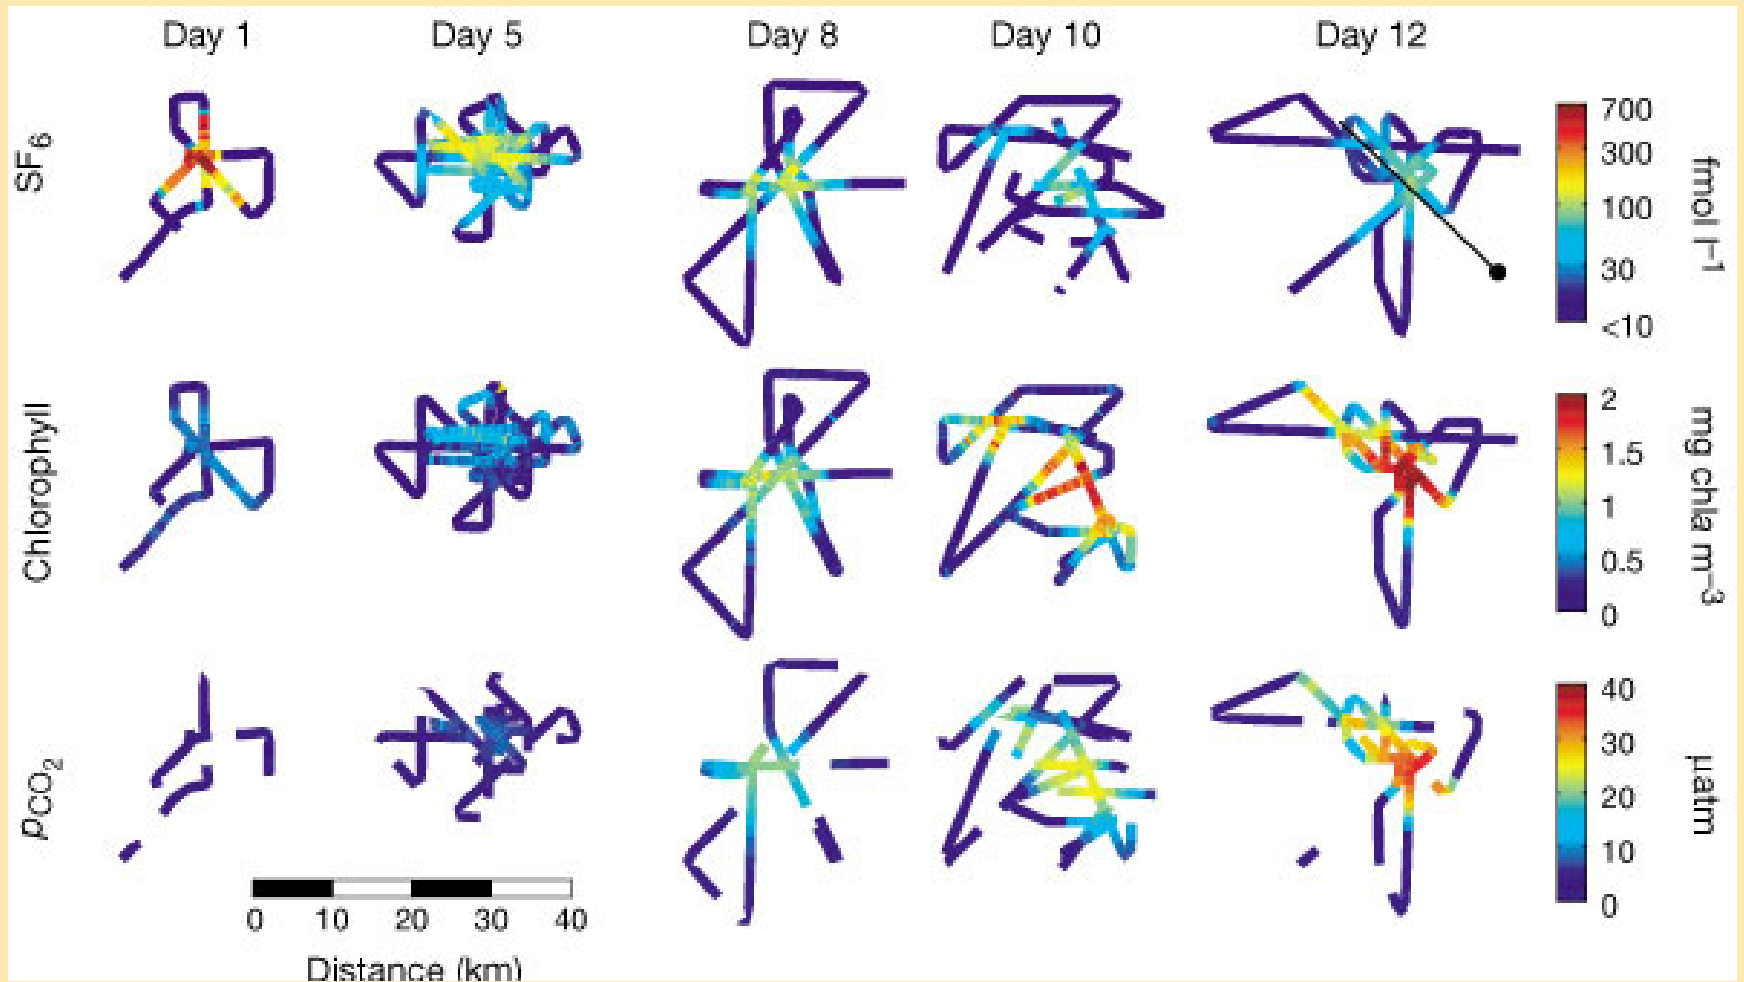 Day 1 Day 5 Day 8 Day 10 Day 12
SF6
700
300
100
30
<10
fmol l−1
Chlorophyll
2
1.5
1
0.5
0
mg chla m−3
pCO2
40
30
20
10
0
μatm
0 10 20 30 40
Distance (km)